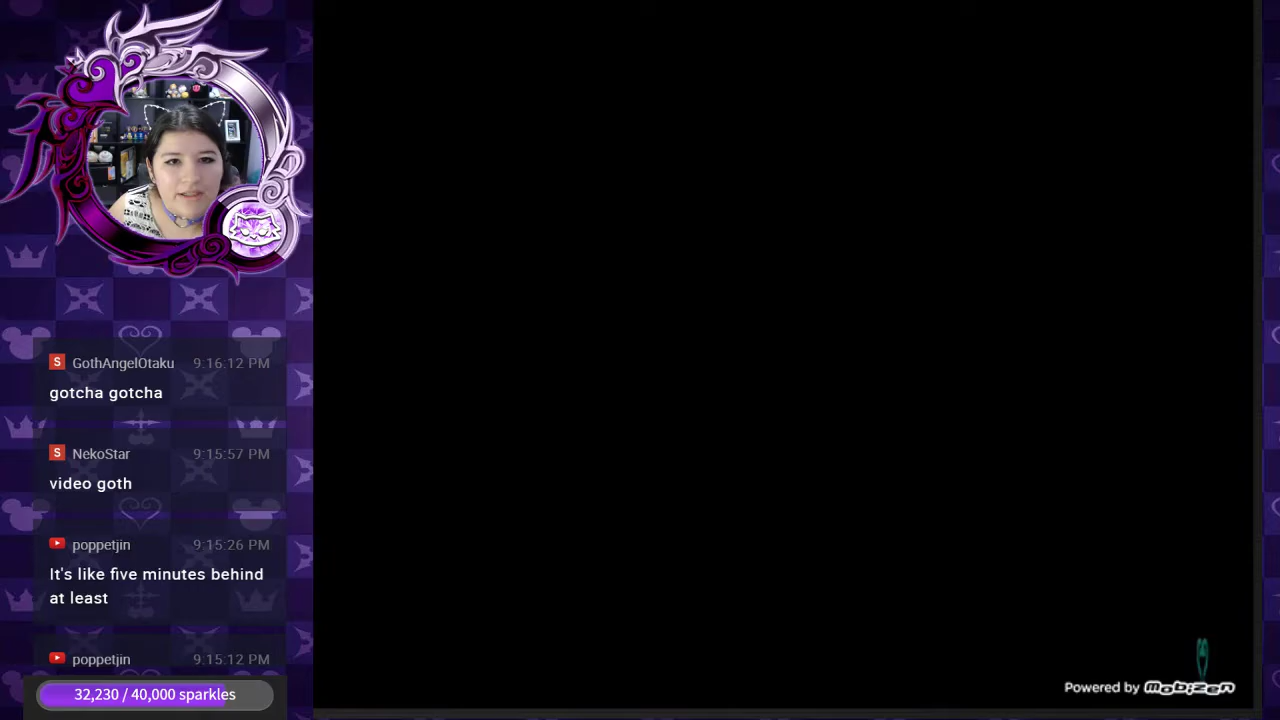 S GothAngelOtaku 9:16:12 PM
gotcha gotcha
S NekoStar 9:15:57 PM
video goth
poppetjin 9:15:26 PM
It's like five minutes behind
at least
poppetjin 9:15:12 PM
32,230 / 40,000 sparkles
Powered by Mobizen